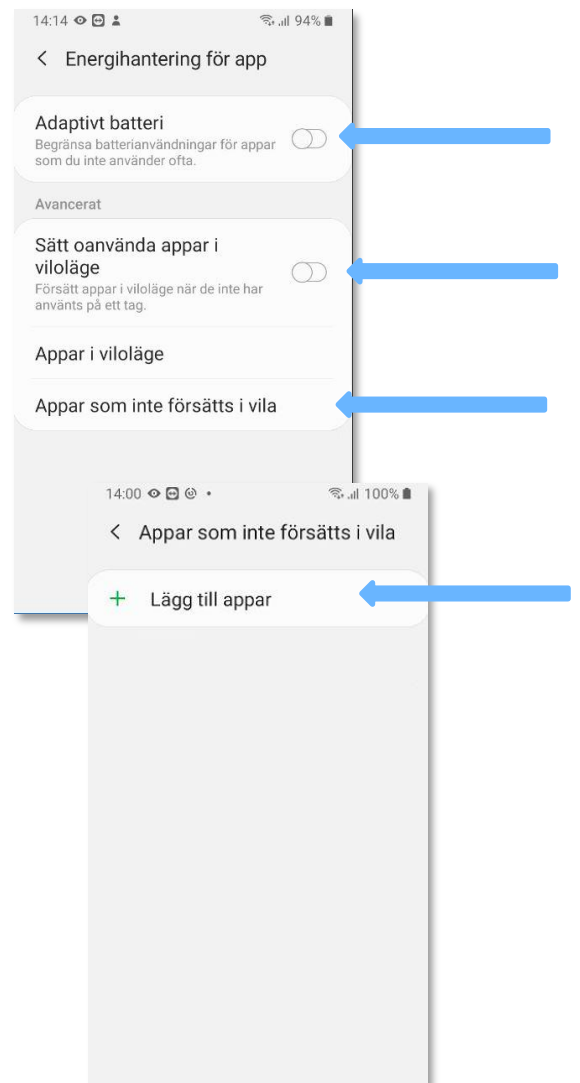 14:14 94%
Energihantering för app
Adaptivt batteri
Begränsa batterianvändningar för appar
som du inte använder ofta.
Avancerat
Sätt oanvända appar i
viloläge
Försätt appar i viloläge när de inte har
använts på ett tag.
Appar i viloläge
Appar som inte försätts i vila
14:00 100%
Appar som inte försätts i vila
+ Lägg till appar